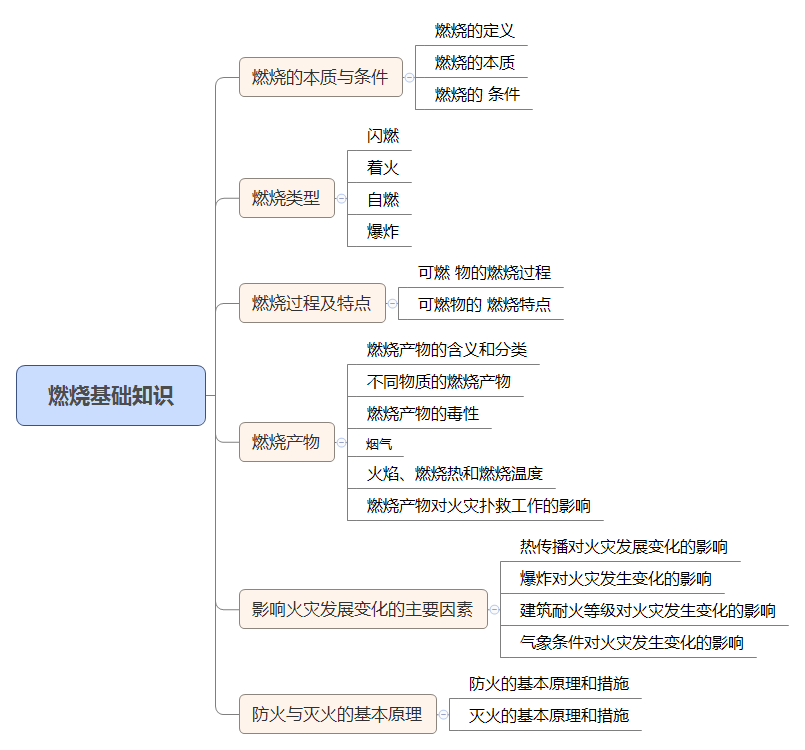 燃烧基础知识
燃烧的本质与条件
燃烧的定义
燃烧的本质
燃烧的 条件
燃烧类型
闪燃
着火
自燃
爆炸
燃烧过程及特点
可燃 物的燃烧过程
可燃物的 燃烧特点
燃烧产物
燃烧产物的含义和分类
不同物质的燃烧产物
燃烧产物的毒性
烟气
火焰、燃烧热和燃烧温度
燃烧产物对火灾扑救工作的影响
影响火灾发展变化的主要因素
热传播对火灾发展变化的影响
爆炸对火灾发生变化的影响
建筑耐火等级对火灾发生变化的影响
气象条件对火灾发生变化的影响
防火与灭火的基本原理
防火的基本原理和措施
灭火的基本原理和措施